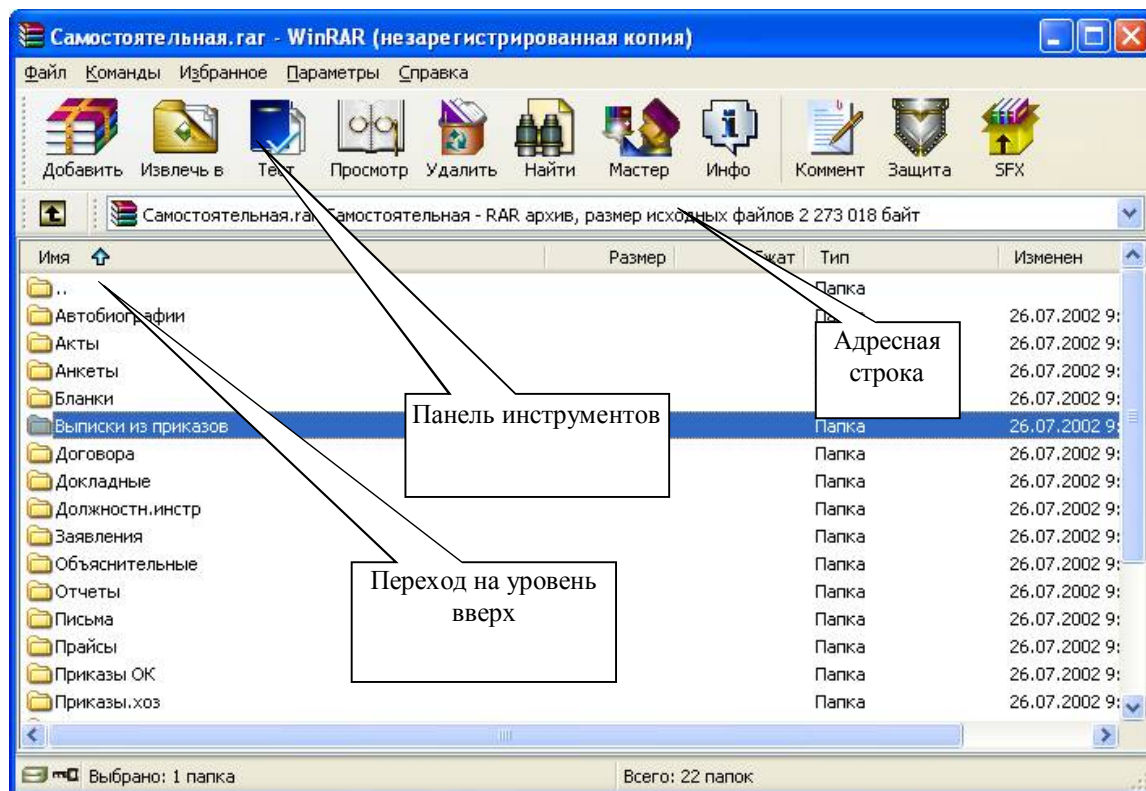 Самостоятельная.rar - WinRAR (незарегистрированная копия)
Файл Команды Избранное Параметры Справка
Добавить Извлечь в Тест Просмотр Удалить Найти Мастер Инфо Коммент Защита SFX
Самостоятельная.rar Самостоятельная - RAR архив, размер исходных файлов 2 273 018 байт
Имя Размер Сжат Тип Изменен
.. Папка
Автобиографии Папка 26.07.2002 9:
Акты 26.07.2002 9:
Анкеты 26.07.2002 9:
Бланки 26.07.2002 9:
Выписки из приказов Папка 26.07.2002 9:
Договора Папка 26.07.2002 9:
Докладные Папка 26.07.2002 9:
Должностн.инстр Папка 26.07.2002 9:
Заявления Папка 26.07.2002 9:
Объяснительные Папка 26.07.2002 9:
Отчеты Папка 26.07.2002 9:
Письма Папка 26.07.2002 9:
Прайсы Папка 26.07.2002 9:
Приказы ОК Папка 26.07.2002 9:
Приказы.хоз Папка 26.07.2002 9:
Адресная
строка
Панель инструментов
Переход на уровень
вверх
Выбрано: 1 папка Всего: 22 папок